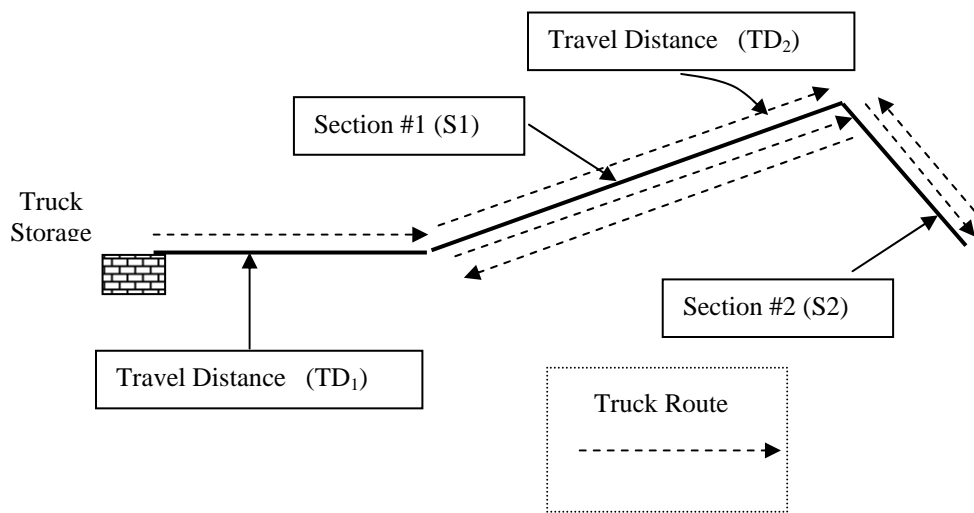 Travel Distance (TD₂)
Section #1 (S1)
Truck
Storage
Section #2 (S2)
Travel Distance (TD₁)
Truck Route